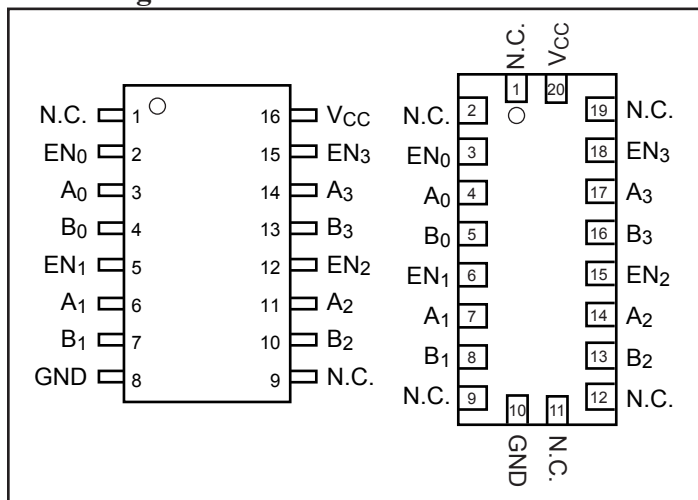 N.C. 1 16 VCC
EN0 2 15 EN3
A0 3 14 A3
B0 4 13 B3
EN1 5 12 EN2
A1 6 11 A2
B1 7 10 B2
GND 8 9 N.C.
N.C. VCC
1 20
N.C. 2 19 N.C.
EN0 3 18 EN3
A0 4 17 A3
B0 5 16 B3
EN1 6 15 EN2
A1 7 14 A2
B1 8 13 B2
N.C. 9 12 N.C.
10 11
GND N.C.